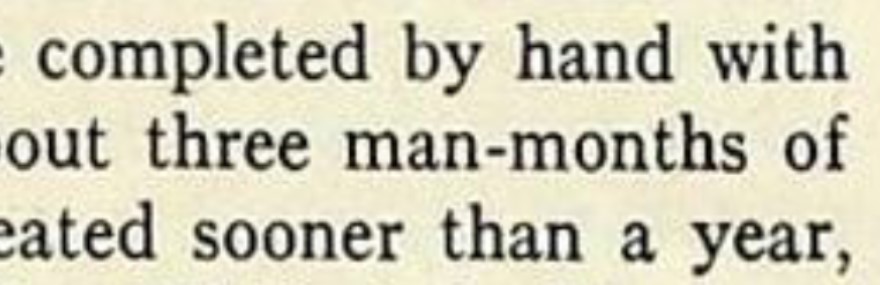 completed by hand with
out three man-months of
eated sooner than a year,